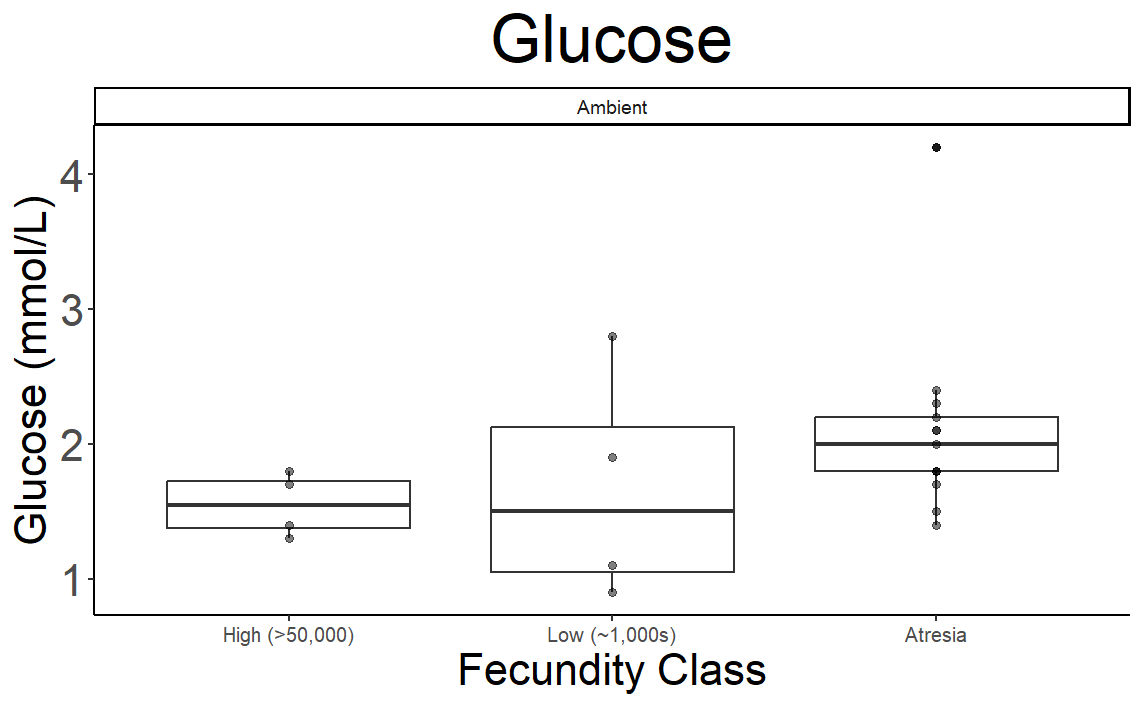 Glucose
Ambient
Glucose (mmol/L)
4
3
2
1
High (>50,000)
Low (~1,000s)
Atresia
Fecundity Class